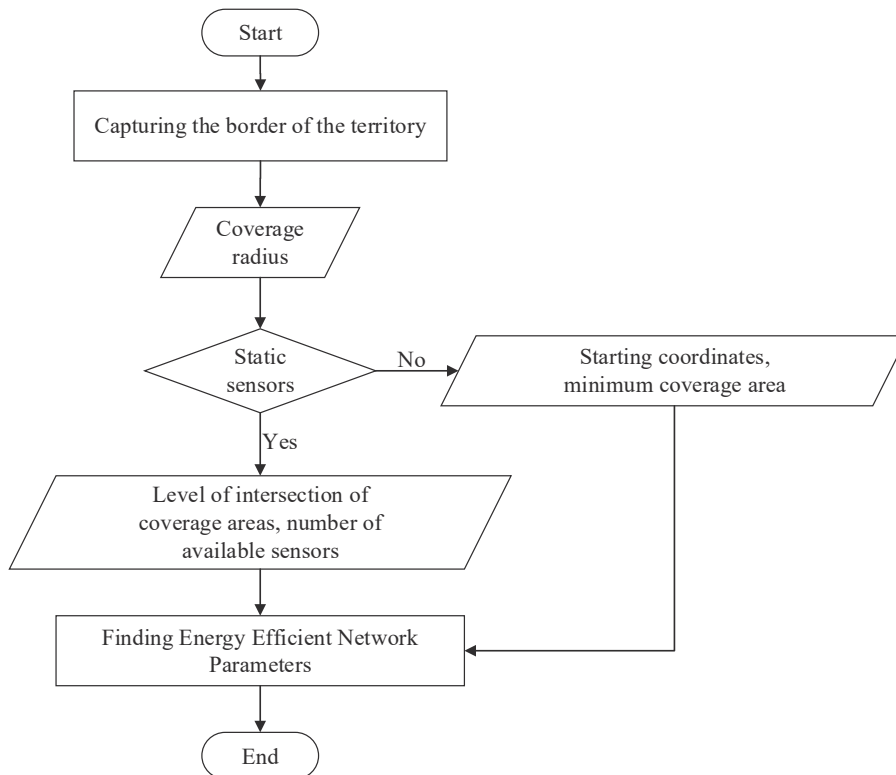 Start
Capturing the border of the territory
Coverage
radius
Static
sensors
No
Starting coordinates,
minimum coverage area
Yes
Level of intersection of
coverage areas, number of
available sensors
Finding Energy Efficient Network
Parameters
End